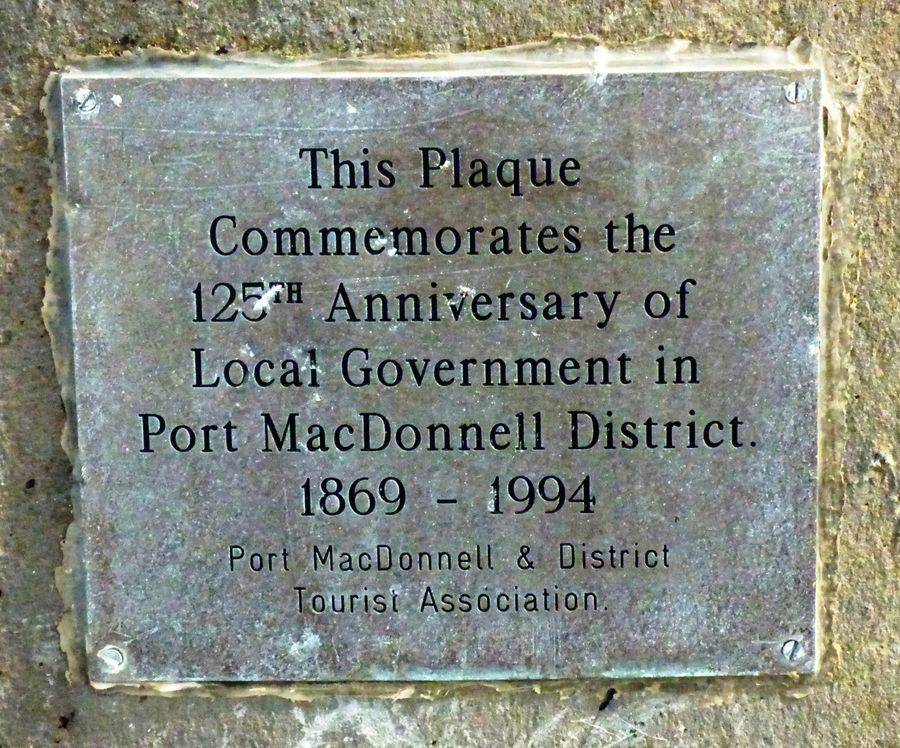 This Plaque
Commemorates the
125TH Anniversary of
Local Government in
Port MacDonnell District.
1869 - 1994
Port MacDonnell & District
Tourist Association.